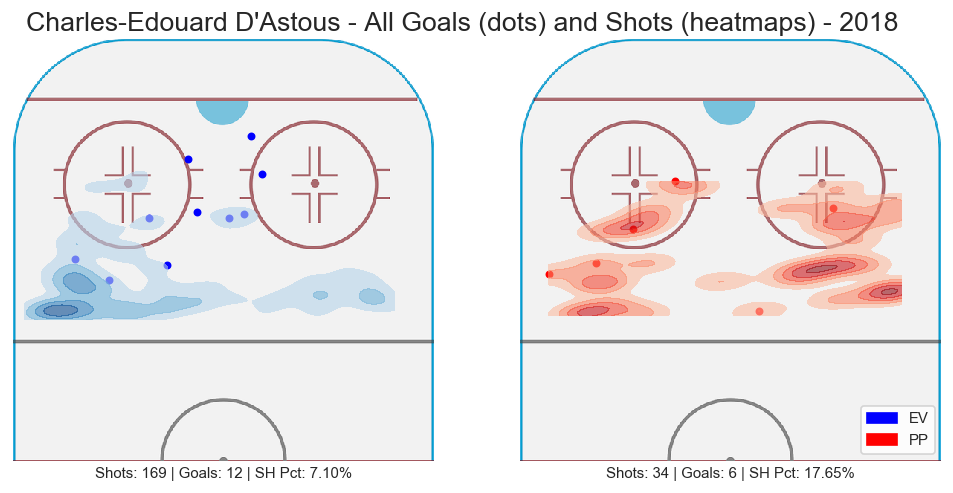 Charles-Edouard D'Astous - All Goals (dots) and Shots (heatmaps) - 2018
EV
PP
Shots: 169 | Goals: 12 | SH Pct: 7.10%
Shots: 34 | Goals: 6 | SH Pct: 17.65%